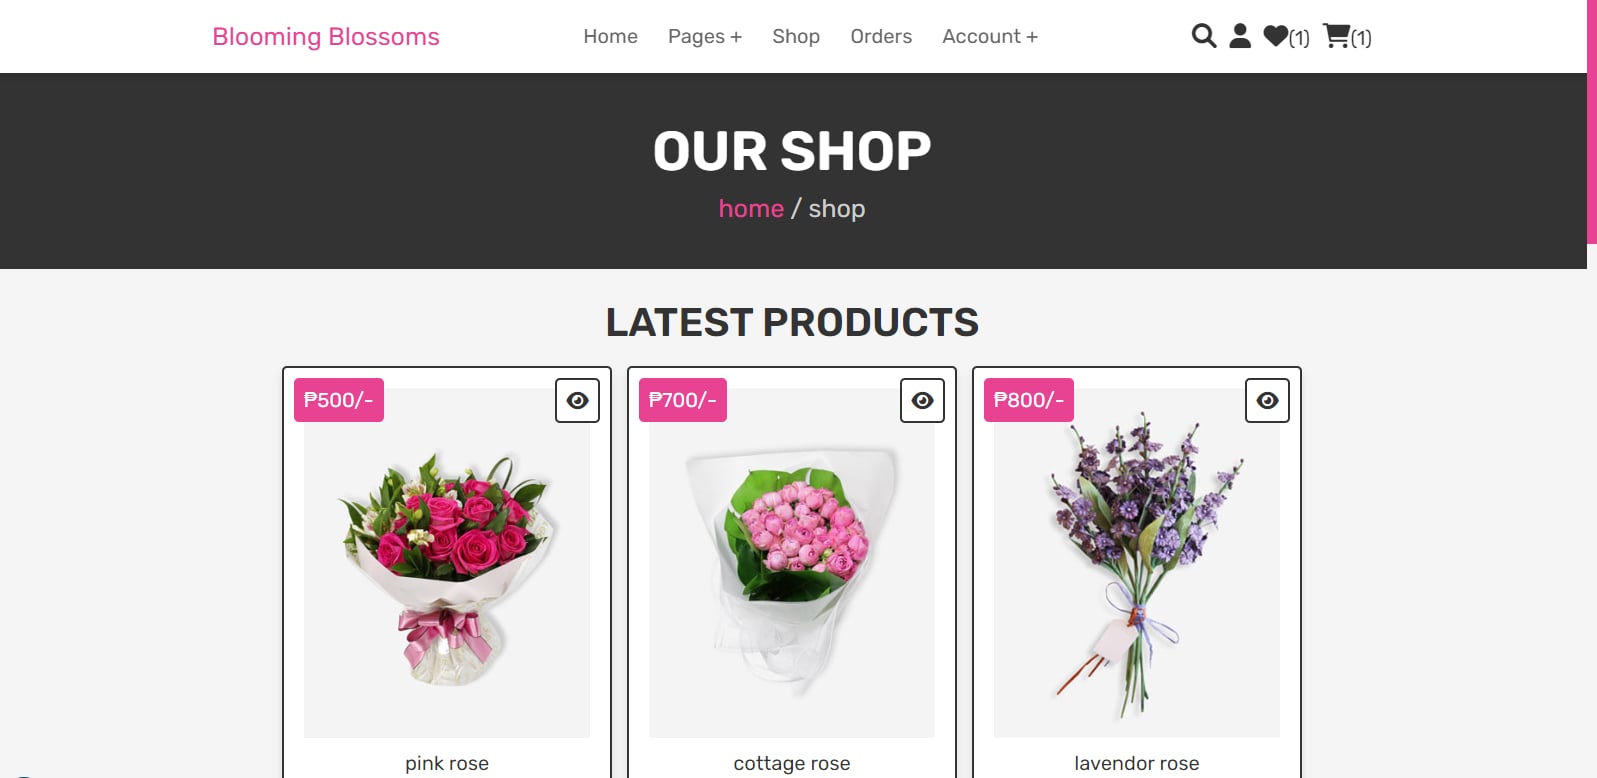 Blooming Blossoms Home Pages + Shop Orders Account + (1) (1)
OUR SHOP
home / shop
LATEST PRODUCTS
₱500/- ₱700/- ₱800/-
pink rose cottage rose lavendor rose